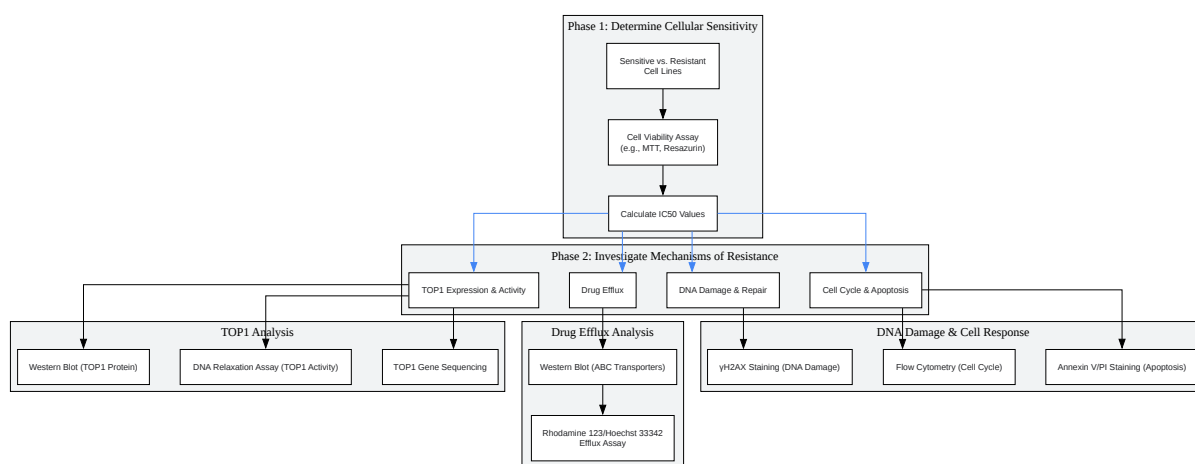 Phase 1: Determine Cellular Sensitivity
Sensitive vs. Resistant
Cell Lines
Cell Viability Assay
(e.g., MTT, Resazurin)
Calculate IC50 Values
Phase 2: Investigate Mechanisms of Resistance
TOP1 Expression & Activity
Drug Efflux
DNA Damage & Repair
Cell Cycle & Apoptosis
TOP1 Analysis
Western Blot (TOP1 Protein)
DNA Relaxation Assay (TOP1 Activity)
TOP1 Gene Sequencing
Drug Efflux Analysis
Western Blot (ABC Transporters)
Rhodamine 123/Hoechst 33342
Efflux Assay
DNA Damage & Cell Response
γH2AX Staining (DNA Damage)
Flow Cytometry (Cell Cycle)
Annexin V/PI Staining (Apoptosis)